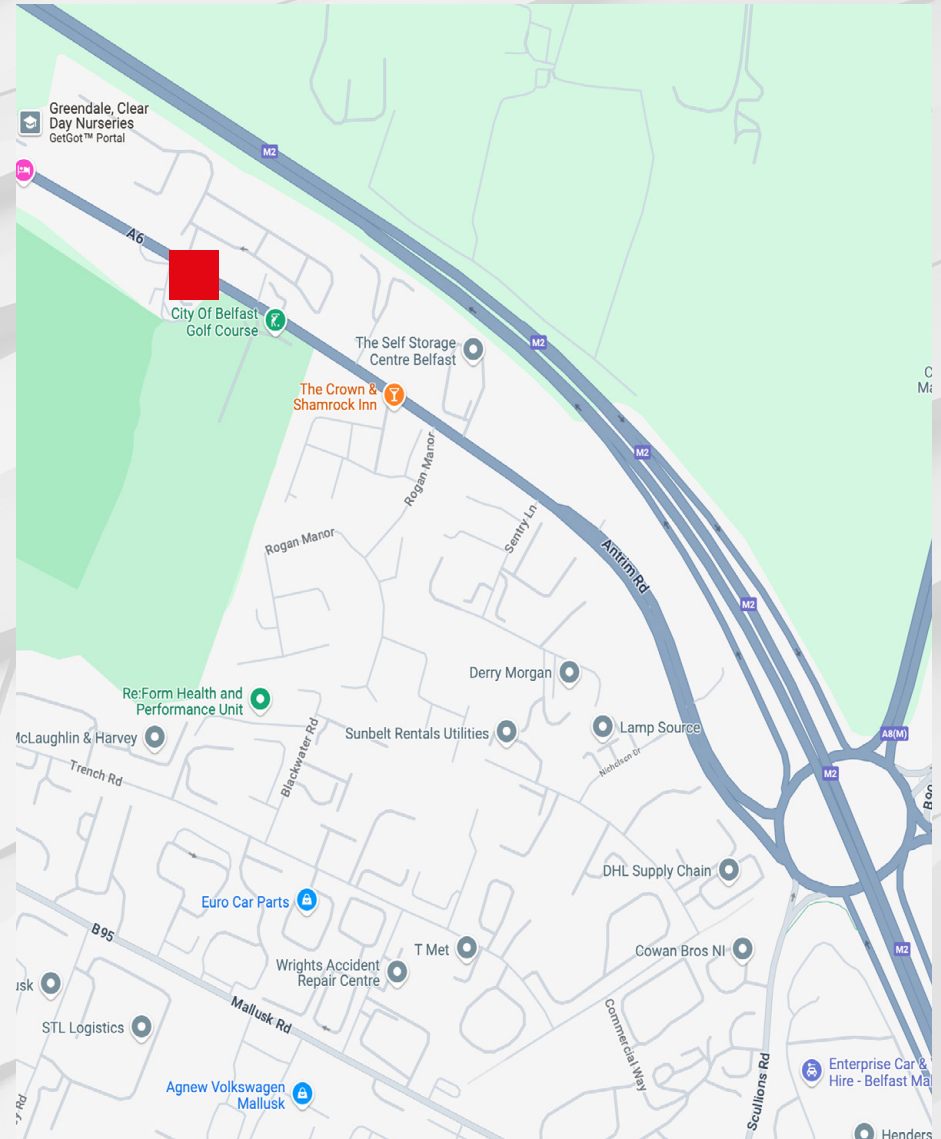 Greendale, Clear
Day Nurseries
GetGot™ Portal
M2
A6
City Of Belfast
Golf Course
The Self Storage
Centre Belfast
M2
The Crown &
Shamrock Inn
M2
Rogan Manor
Rogan Manor
Sentry Ln
Antrim Rd
M2
Derry Morgan
Re:Form Health and
Performance Unit
McLaughlin & Harvey
Sunbelt Rentals Utilities
Lamp Source
A8(M)
Trench Rd
Blackwater Rd
Nicholson Dr
M2
B90
DHL Supply Chain
Euro Car Parts
B95
T Met
Cowan Bros NI
M2
Wrights Accident
Repair Centre
usk
STL Logistics
Mallusk Rd
Commercial Way
Scullions Rd
Enterprise Car &
Hire - Belfast Mal
Agnew Volkswagen
Mallusk
Henders